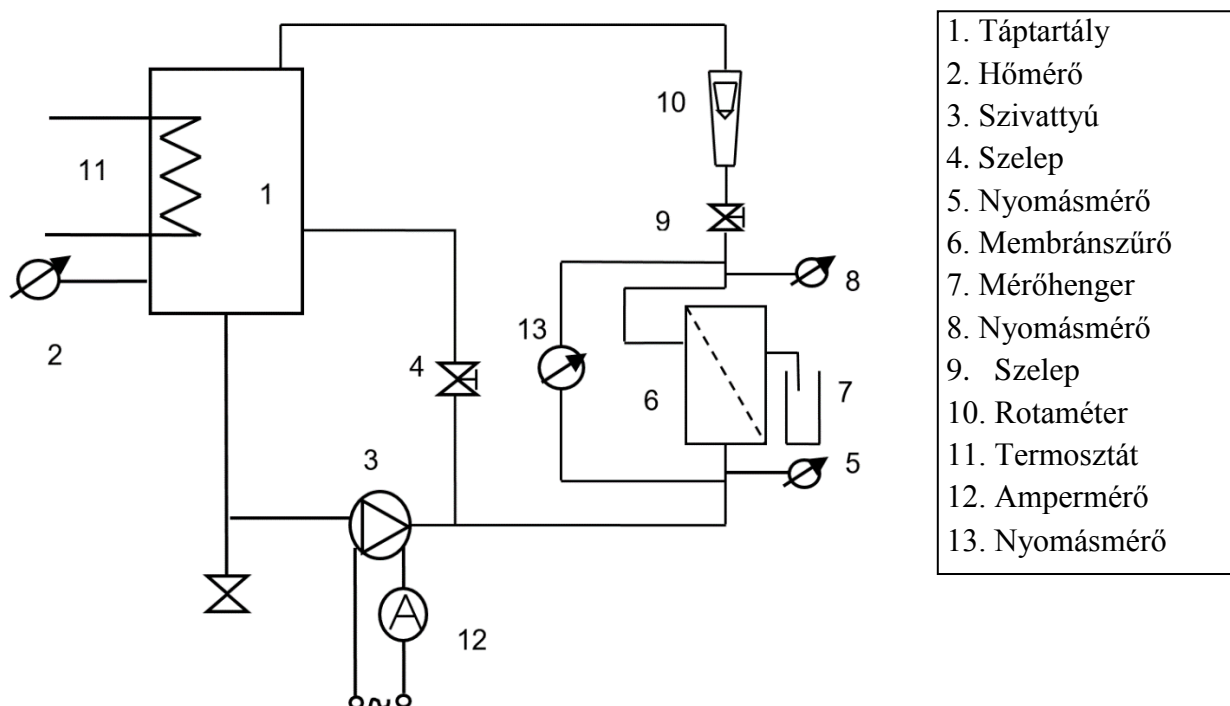 10
11
1
9
8
2
13
4
6
7
3
5
A
12
1. Táptartály
2. Hőmérő
3. Szivattyú
4. Szelep
5. Nyomásmérő
6. Membránszűrő
7. Mérőhenger
8. Nyomásmérő
9. Szelep
10. Rotaméter
11. Termosztát
12. Ampermérő
13. Nyomásmérő